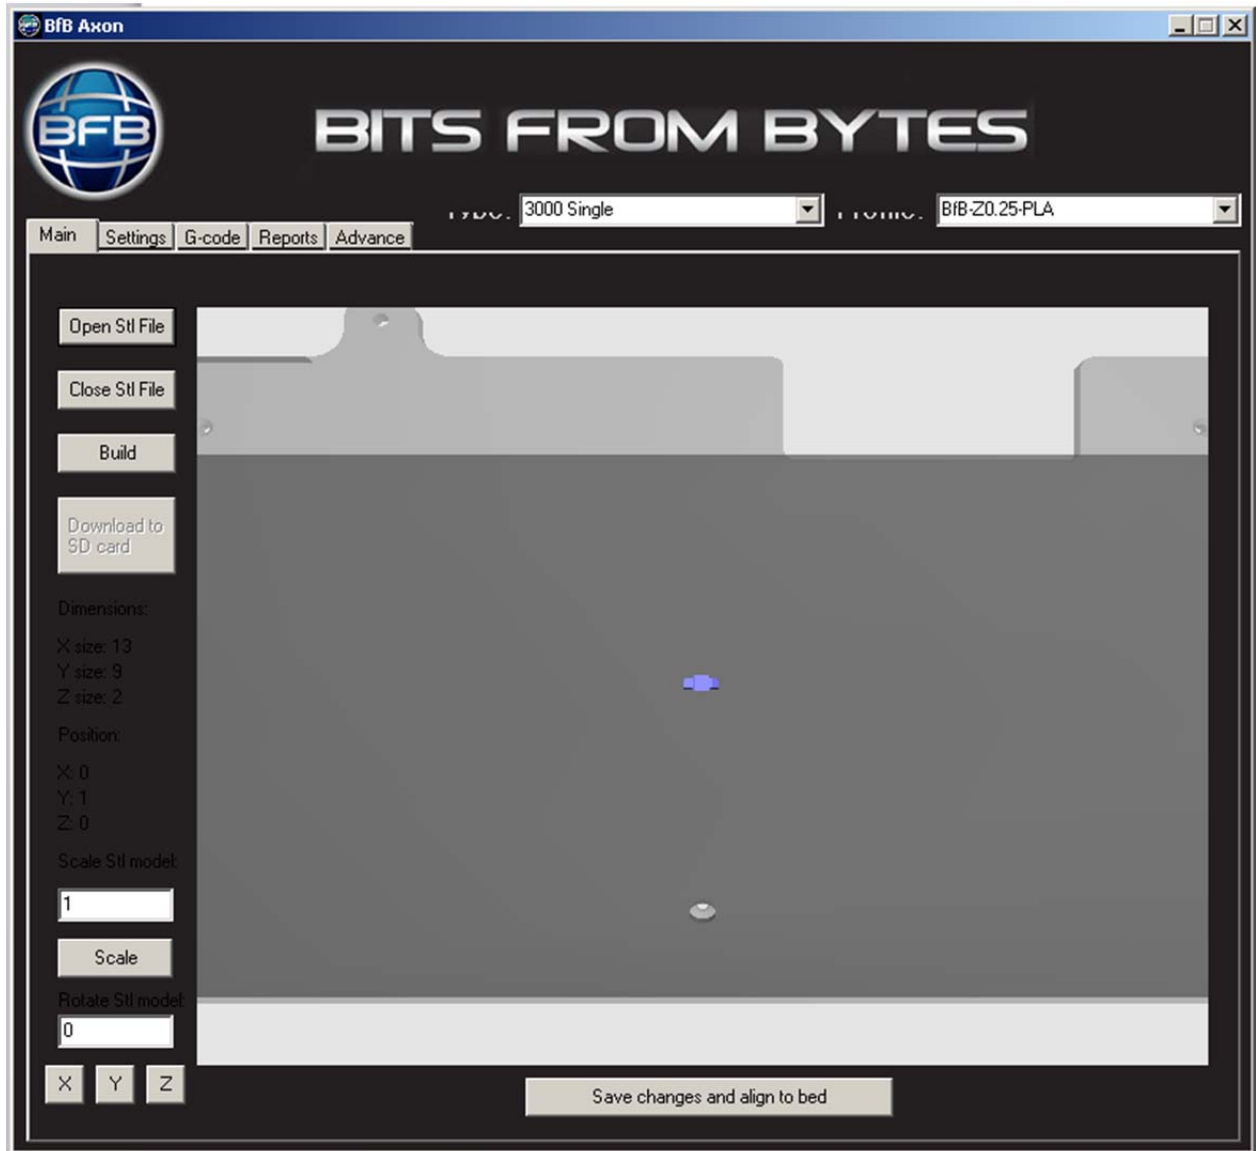 BfB Axon
BFB
BITS FROM BYTES
3000 Single
BfB-Z0.25-PLA
Main Settings G-code Reports Advance
Open Stl File
Close Stl File
Build
Download to
SD card
Dimensions:
X size: 13
Y size: 9
Z size: 2
Position:
X: 0
Y: 1
Z: 0
Scale Stl model:
1
Scale
Rotate Stl model:
0
X Y Z
Save changes and align to bed